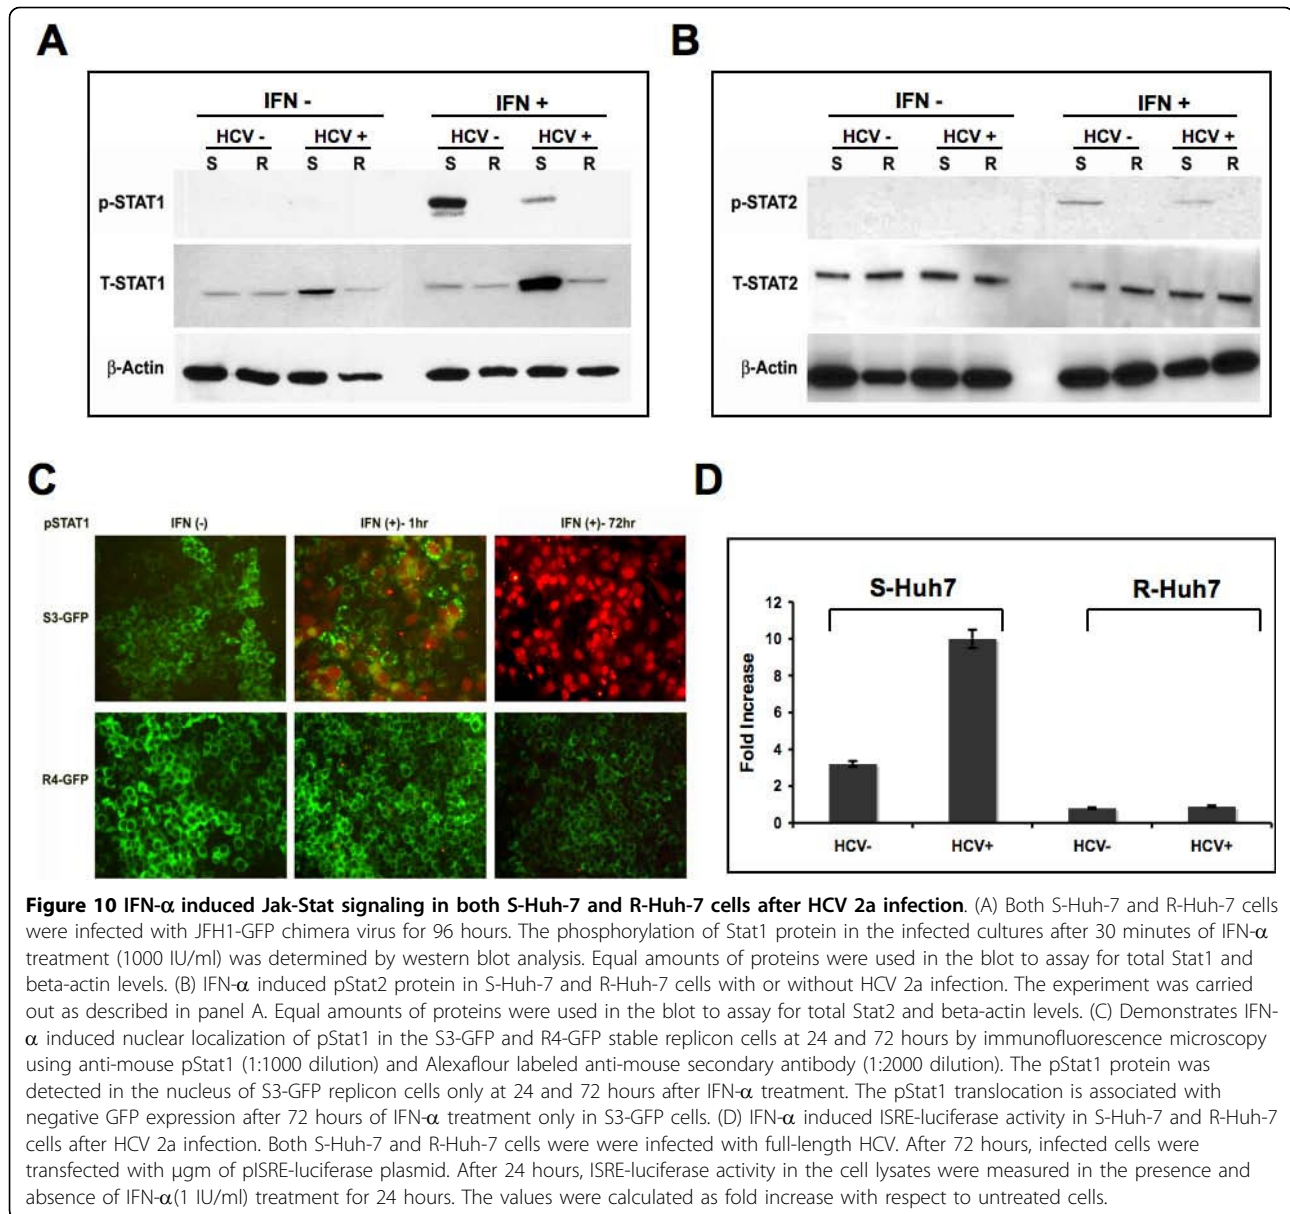 A
IFN - IFN +
HCV - HCV + HCV - HCV +
S R S R S R S R
p-STAT1
T-STAT1
β-Actin
B
IFN - IFN +
HCV - HCV + HCV - HCV +
S R S R S R S R
p-STAT2
T-STAT2
β-Actin
C
pSTAT1 IFN (-) IFN (+)- 1hr IFN (+)- 72hr
S3-GFP
R4-GFP
D
S-Huh7 R-Huh7
Fold Increase
12
10
8
6
4
2
0
HCV- HCV+ HCV- HCV+
Figure 10 IFN-α induced Jak-Stat signaling in both S-Huh-7 and R-Huh-7 cells after HCV 2a infection. (A) Both S-Huh-7 and R-Huh-7 cells
were infected with JFH1-GFP chimera virus for 96 hours. The phosphorylation of Stat1 protein in the infected cultures after 30 minutes of IFN-α
treatment (1000 IU/ml) was determined by western blot analysis. Equal amounts of proteins were used in the blot to assay for total Stat1 and
beta-actin levels. (B) IFN-α induced pStat2 protein in S-Huh-7 and R-Huh-7 cells with or without HCV 2a infection. The experiment was carried
out as described in panel A. Equal amounts of proteins were used in the blot to assay for total Stat2 and beta-actin levels. (C) Demonstrates IFN-
α induced nuclear localization of pStat1 in the S3-GFP and R4-GFP stable replicon cells at 24 and 72 hours by immunofluorescence microscopy
using anti-mouse pStat1 (1:1000 dilution) and Alexaflour labeled anti-mouse secondary antibody (1:2000 dilution). The pStat1 protein was
detected in the nucleus of S3-GFP replicon cells only at 24 and 72 hours after IFN-α treatment. The pStat1 translocation is associated with
negative GFP expression after 72 hours of IFN-α treatment only in S3-GFP cells. (D) IFN-α induced ISRE-luciferase activity in S-Huh-7 and R-Huh-7
cells after HCV 2a infection. Both S-Huh-7 and R-Huh-7 cells were were infected with full-length HCV. After 72 hours, infected cells were
transfected with μgm of pISRE-luciferase plasmid. After 24 hours, ISRE-luciferase activity in the cell lysates were measured in the presence and
absence of IFN-α(1 IU/ml) treatment for 24 hours. The values were calculated as fold increase with respect to untreated cells.